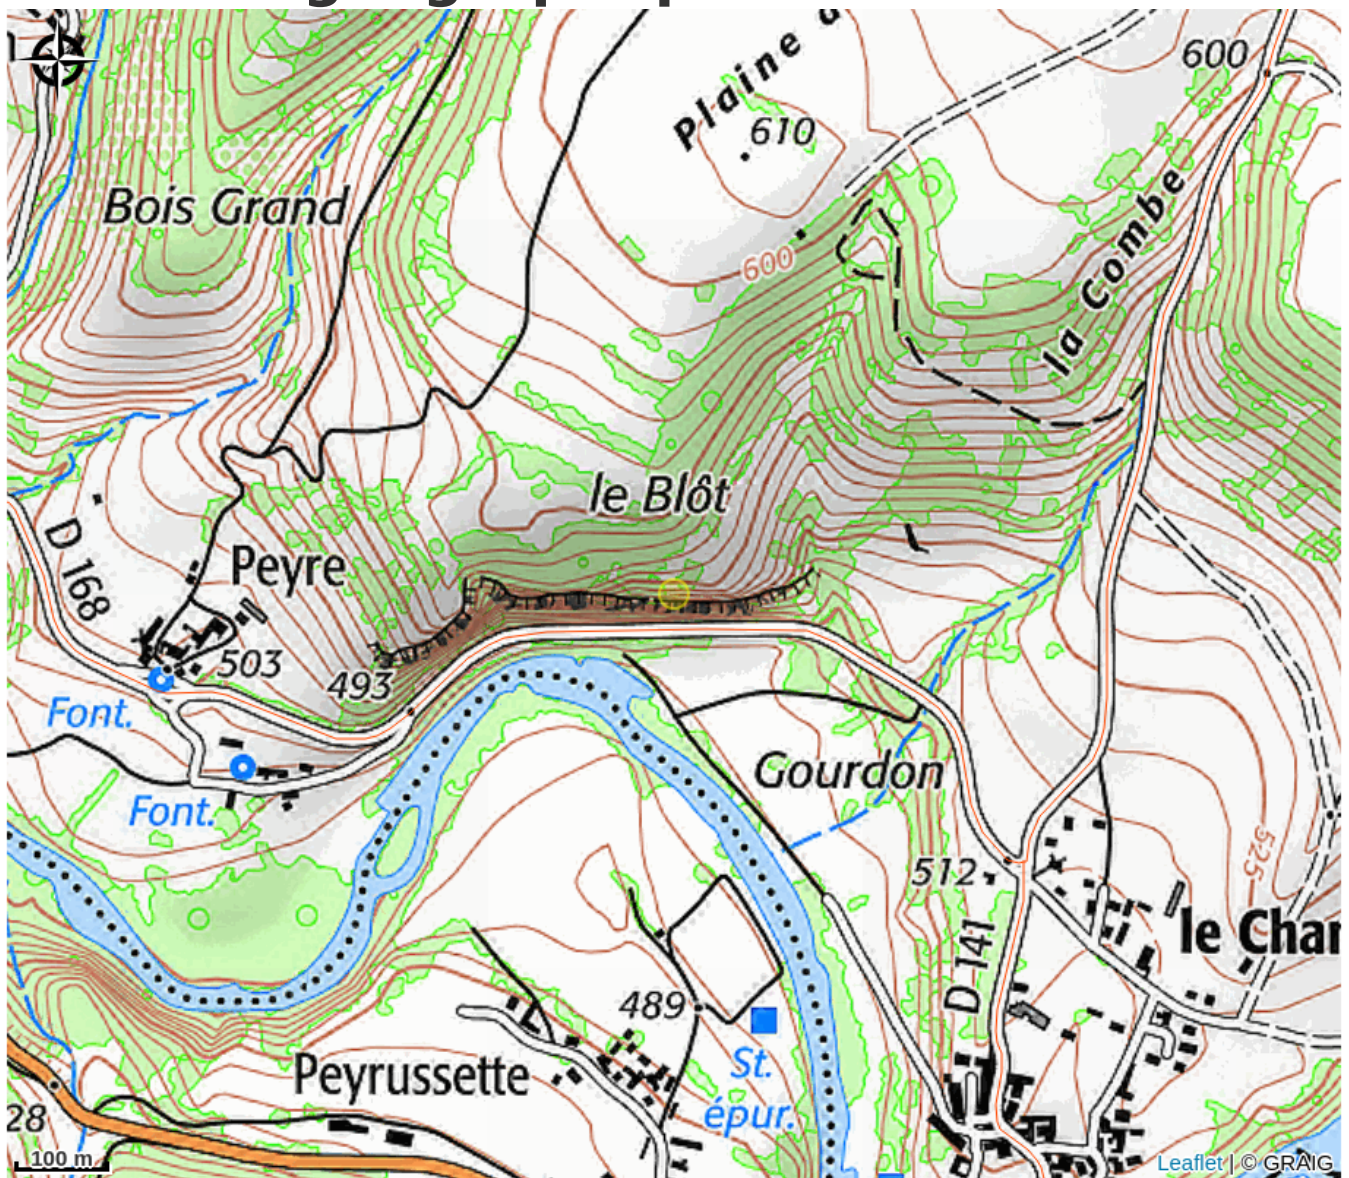 600
Plaine d
610
Bois Grand
la Combe
600
le Blôt
D 168
Peyre
503
493
Font.
Font.
Gourdon
525
512
le Char
D 141
489
St.
épur.
Peyrussette
28
100 m
Leaflet | © GRAIG